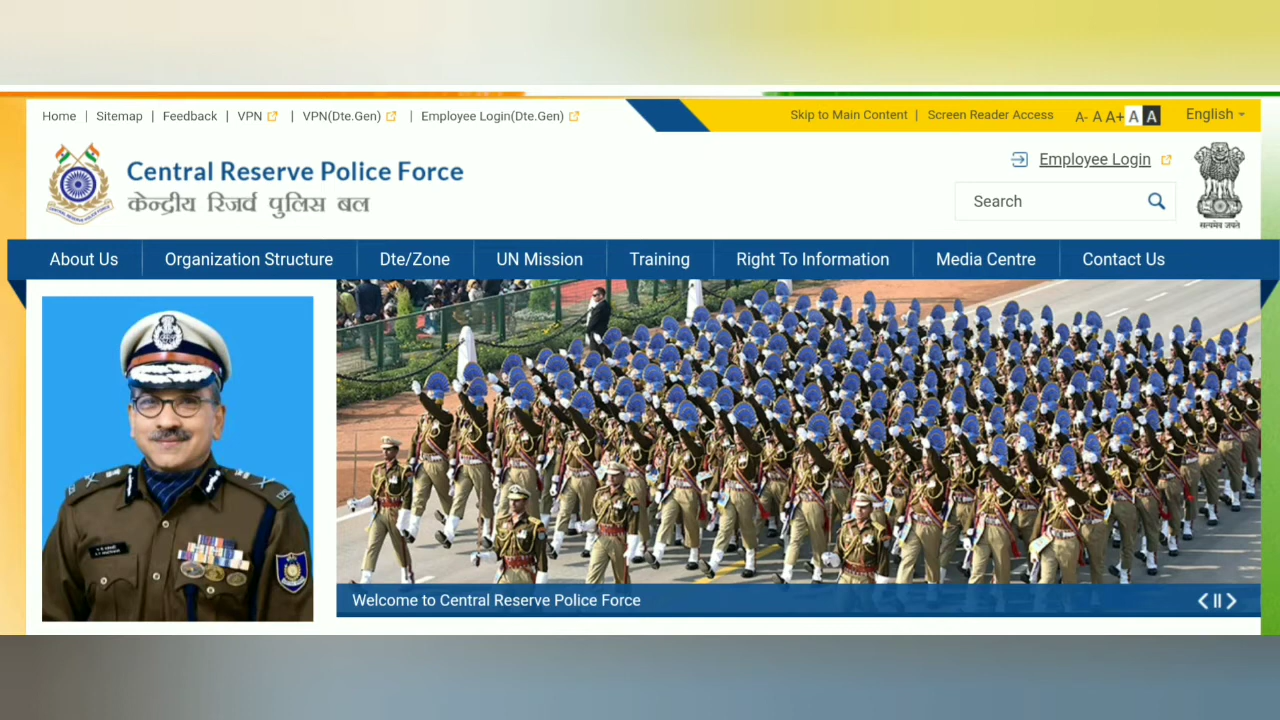 Home | Sitemap | Feedback | VPN | VPN(Dte.Gen) | Employee Login(Dte.Gen)
Skip to Main Content | Screen Reader Access A- A A+ A A English
Central Reserve Police Force
केन्द्रीय रिजर्व पुलिस बल
Employee Login
Search
सत्यमेव जयते
About Us Organization Structure Dte/Zone UN Mission Training Right To Information Media Centre Contact Us
Welcome to Central Reserve Police Force